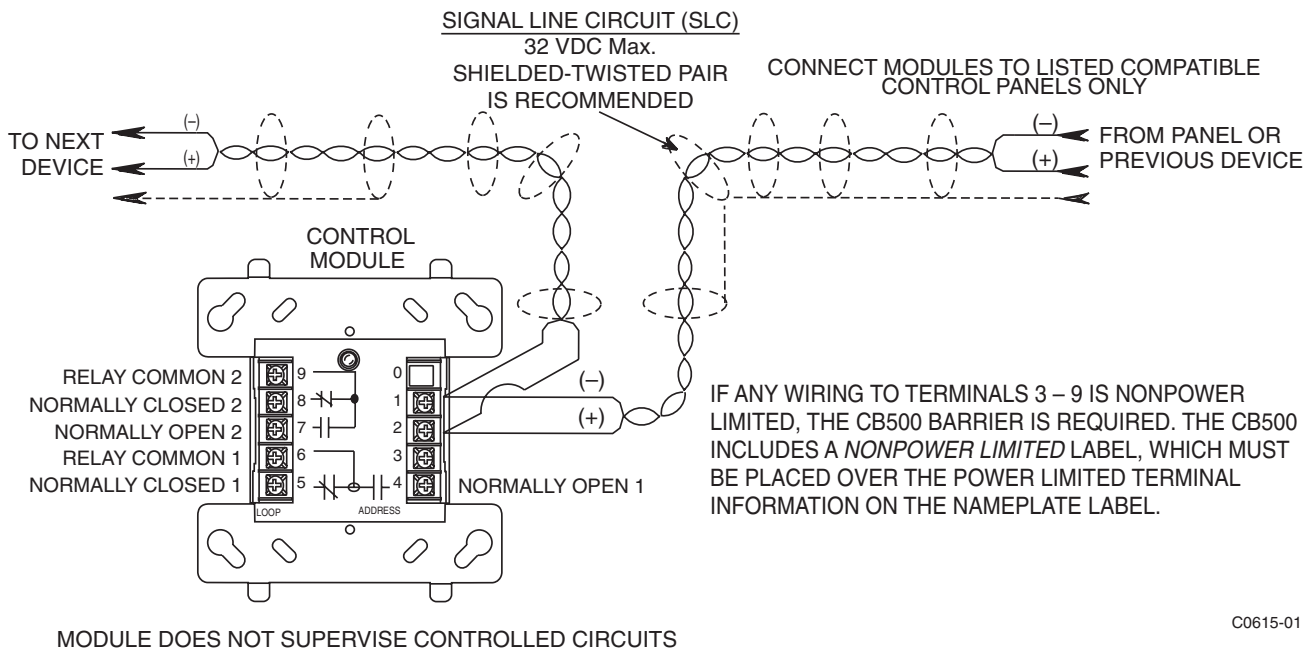 SIGNAL LINE CIRCUIT (SLC)
32 VDC Max.
SHIELDED-TWISTED PAIR
IS RECOMMENDED
CONNECT MODULES TO LISTED COMPATIBLE
CONTROL PANELS ONLY
TO NEXT
DEVICE
(–)
(+)
(–)
(+)
FROM PANEL OR
PREVIOUS DEVICE
CONTROL
MODULE
RELAY COMMON 2
NORMALLY CLOSED 2
NORMALLY OPEN 2
RELAY COMMON 1
NORMALLY CLOSED 1
9
8
7
6
5
0
1
2
3
4
LOOP
ADDRESS
NORMALLY OPEN 1
(–)
(+)
IF ANY WIRING TO TERMINALS 3 – 9 IS NONPOWER
LIMITED, THE CB500 BARRIER IS REQUIRED. THE CB500
INCLUDES A NONPOWER LIMITED LABEL, WHICH MUST
BE PLACED OVER THE POWER LIMITED TERMINAL
INFORMATION ON THE NAMEPLATE LABEL.
MODULE DOES NOT SUPERVISE CONTROLLED CIRCUITS
C0615-01